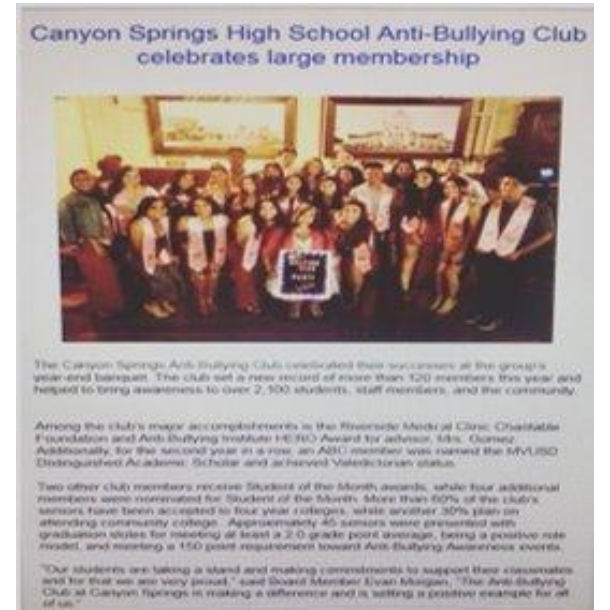 Canyon Springs High School Anti-Bullying Club
celebrates large membership
The Canyon Springs Anti-Bullying Club celebrated their successes at the group's
year-end banquet. The club set a new record of more than 120 members this year and
helped to bring awareness to over 2,100 students, staff members, and the community.
Among the club's major accomplishments is the Riverside Medical Clinic Charitable
Foundation and Anti-Bullying Institute HERO Award for advisor, Mrs. Gomez.
Additionally, for the second year in a row, an ABC member was named the MVUSD
Distinguished Academic Scholar and achieved Valedictorian status.
Two other club members receive Student of the Month awards, while four additional
members were nominated for Student of the Month. More than 60% of the club's
seniors have been accepted to four year colleges, while another 30% plan on
attending community college. Approximately 45 seniors were presented with
graduation stoles for meeting at least a 2.0 grade point average, being a positive role
model, and meeting a 150 point requirement toward Anti-Bullying Awareness events.
"Our students are taking a stand and making commitments to support their classmates
and for that we are very proud," said Board Member Evan Morgan, "The Anti-Bullying
Club at Canyon Springs is making a difference and is setting a positive example for all
of us."